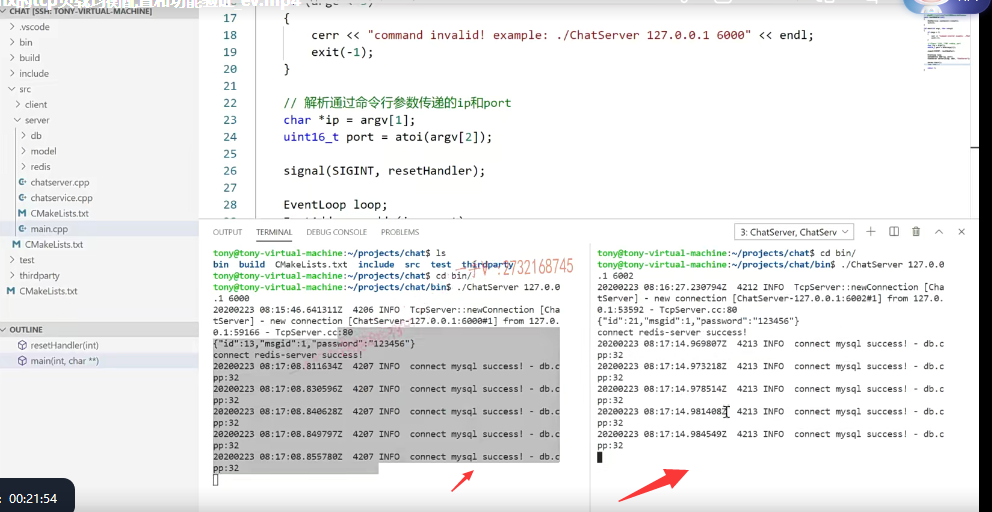 CHAT [SSH: TONY-VIRTUAL-MACHINE]
.vscode
bin
build
include
src
client
server
db
model
redis
chatserver.cpp
chatservice.cpp
CMakeLists.txt
main.cpp
CMakeLists.txt
test
thirdparty
CMakeLists.txt
OUTLINE
resetHandler(int)
main(int, char **)
00:21:54
17
{
18
cerr << "command invalid! example: ./ChatServer 127.0.0.1 6000" << endl;
19
exit(-1);
20
}
21
22
// 解析通过命令行参数传递的ip和port
23
char *ip = argv[1];
24
uint16_t port = atoi(argv[2]);
25
26
signal(SIGINT, resetHandler);
27
28
EventLoop loop;
OUTPUT TERMINAL DEBUG CONSOLE PROBLEMS
3: ChatServer, ChatServ
tony@tony-virtual-machine:~/projects/chat$ ls
bin build CMakeLists.txt include src test thirdparty
tony@tony-virtual-machine:~/projects/chat$ cd bin/
tony@tony-virtual-machine:~/projects/chat/bin$ ./ChatServer 127.0.0
.1 6000
20200223 08:15:46.641311Z 4206 INFO TcpServer::newConnection [Cha
tServer] - new connection [ChatServer-127.0.0.1:6000#1] from 127.0.
0.1:59166 - TcpServer.cc:80
{"id":13,"msgid":1,"password":"123456"}
connect redis-server success!
20200223 08:17:08.811634Z 4207 INFO connect mysql success! - db.c
pp:32
20200223 08:17:08.830596Z 4207 INFO connect mysql success! - db.c
pp:32
20200223 08:17:08.840628Z 4207 INFO connect mysql success! - db.c
pp:32
20200223 08:17:08.849797Z 4207 INFO connect mysql success! - db.c
pp:32
20200223 08:17:08.855780Z 4207 INFO connect mysql success! - db.c
pp:32
2732168745
tony@tony-virtual-machine:~/projects/chat$ cd bin/
tony@tony-virtual-machine:~/projects/chat/bin$ ./ChatServer 127.0.0
.1 6002
20200223 08:16:27.230794Z 4212 INFO TcpServer::newConnection [Cha
tServer] - new connection [ChatServer-127.0.0.1:6002#1] from 127.0.
0.1:53592 - TcpServer.cc:80
{"id":21,"msgid":1,"password":"123456"}
connect redis-server success!
20200223 08:17:14.969807Z 4213 INFO connect mysql success! - db.c
pp:32
20200223 08:17:14.973218Z 4213 INFO connect mysql success! - db.c
pp:32
20200223 08:17:14.978514Z 4213 INFO connect mysql success! - db.c
pp:32
20200223 08:17:14.981408Z 4213 INFO connect mysql success! - db.c
pp:32
20200223 08:17:14.984549Z 4213 INFO connect mysql success! - db.c
pp:32